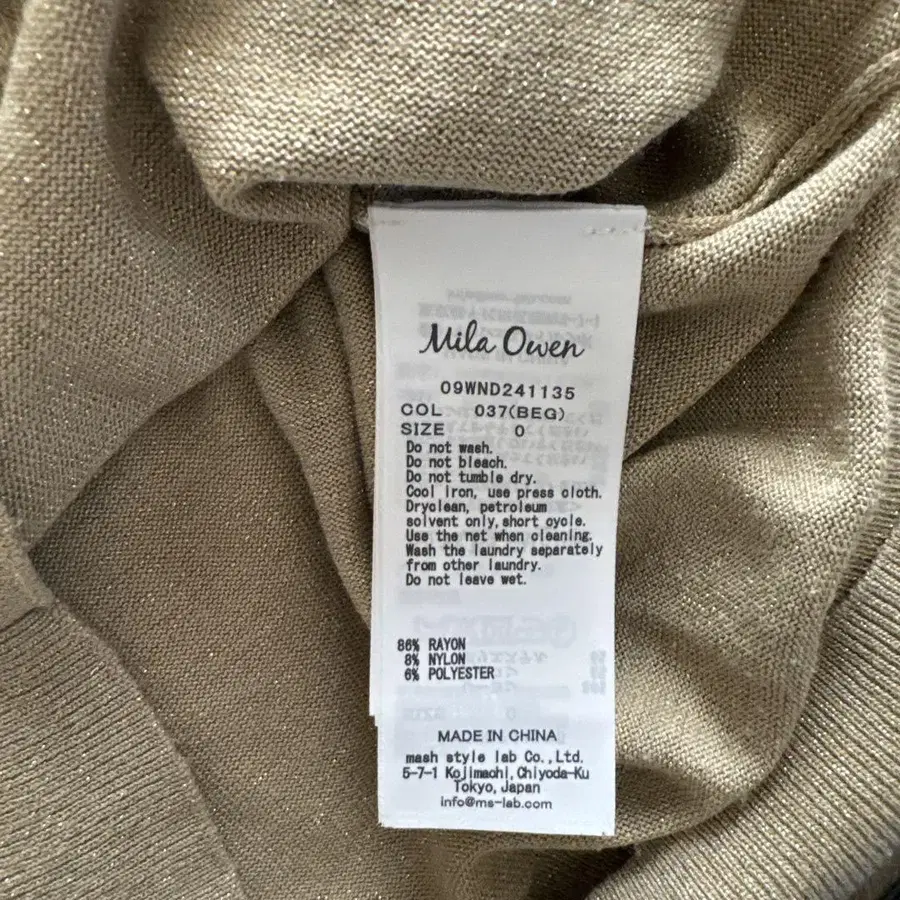 Mila Owen
09WND241135
COL 037(BEG)
SIZE 0
Do not wash.
Do not bleach.
Do not tumble dry.
Cool iron, use press cloth.
Dryclean, petroleum
solvent only, short cycle.
Use the net when cleaning.
Wash the laundry separately
from other laundry.
Do not leave wet.
86% RAYON
8% NYLON
6% POLYESTER
MADE IN CHINA
mash style lab Co.,Ltd.
5-7-1 Kojimachi, Chiyoda-Ku
Tokyo, Japan
info@ms-lab.com